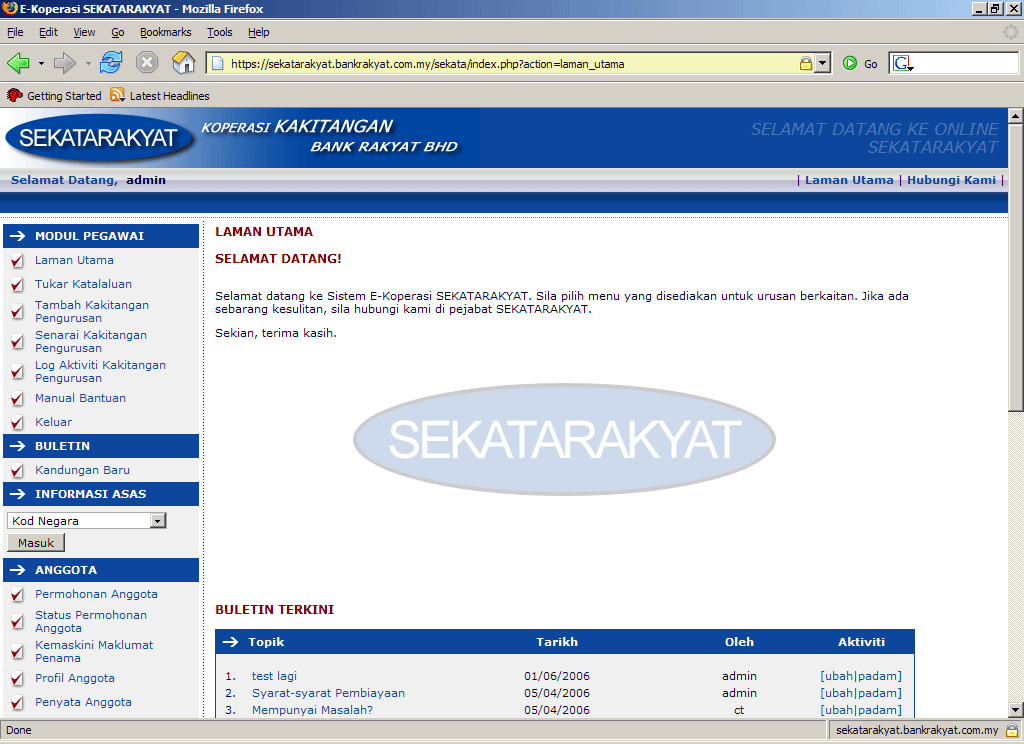 E-Koperasi SEKATARAKYAT - Mozilla Firefox
File Edit View Go Bookmarks Tools Help
https://sekatarakyat.bankrakyat.com.my/sekata/index.php?action=laman_utama Go G
Getting Started Latest Headlines
SEKATARAKYAT KOPERASI KAKITANGAN
BANK RAKYAT BHD
SELAMAT DATANG KE ONLINE
SEKATARAKYAT
Selamat Datang, admin | Laman Utama | Hubungi Kami |
MODUL PEGAWAI
Laman Utama
Tukar Katalaluan
Tambah Kakitangan
Pengurusan
Senarai Kakitangan
Pengurusan
Log Aktiviti Kakitangan
Pengurusan
Manual Bantuan
Keluar
BULETIN
Kandungan Baru
INFORMASI ASAS
Kod Negara
Masuk
ANGGOTA
Permohonan Anggota
Status Permohonan
Anggota
Kemaskini Maklumat
Penama
Profil Anggota
Penyata Anggota
LAMAN UTAMA
SELAMAT DATANG!
Selamat datang ke Sistem E-Koperasi SEKATARAKYAT. Sila pilih menu yang disediakan untuk urusan berkaitan. Jika ada
sebarang kesulitan, sila hubungi kami di pejabat SEKATARAKYAT.
Sekian, terima kasih.
SEKATARAKYAT
BULETIN TERKINI
Topik Tarikh Oleh Aktiviti
1. test lagi 01/06/2006 admin [ubah|padam]
2. Syarat-syarat Pembiayaan 05/04/2006 admin [ubah|padam]
3. Mempunyai Masalah? 05/04/2006 ct [ubah|padam]
Done sekatarakyat.bankrakyat.com.my